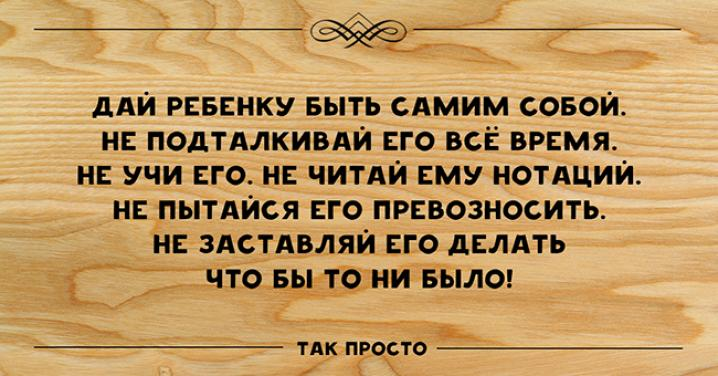 ДАЙ РЕБЕНКУ БЫТЬ САМИМ СОБОЙ.
НЕ ПОДТАЛКИВАЙ ЕГО ВСЁ ВРЕМЯ.
НЕ УЧИ ЕГО. НЕ ЧИТАЙ ЕМУ НОТАЦИЙ.
НЕ ПЫТАЙСЯ ЕГО ПРЕВОЗНОСИТЬ.
НЕ ЗАСТАВЛЯЙ ЕГО ДЕЛАТЬ
ЧТО БЫ ТО НИ БЫЛО!
ТАК ПРОСТО